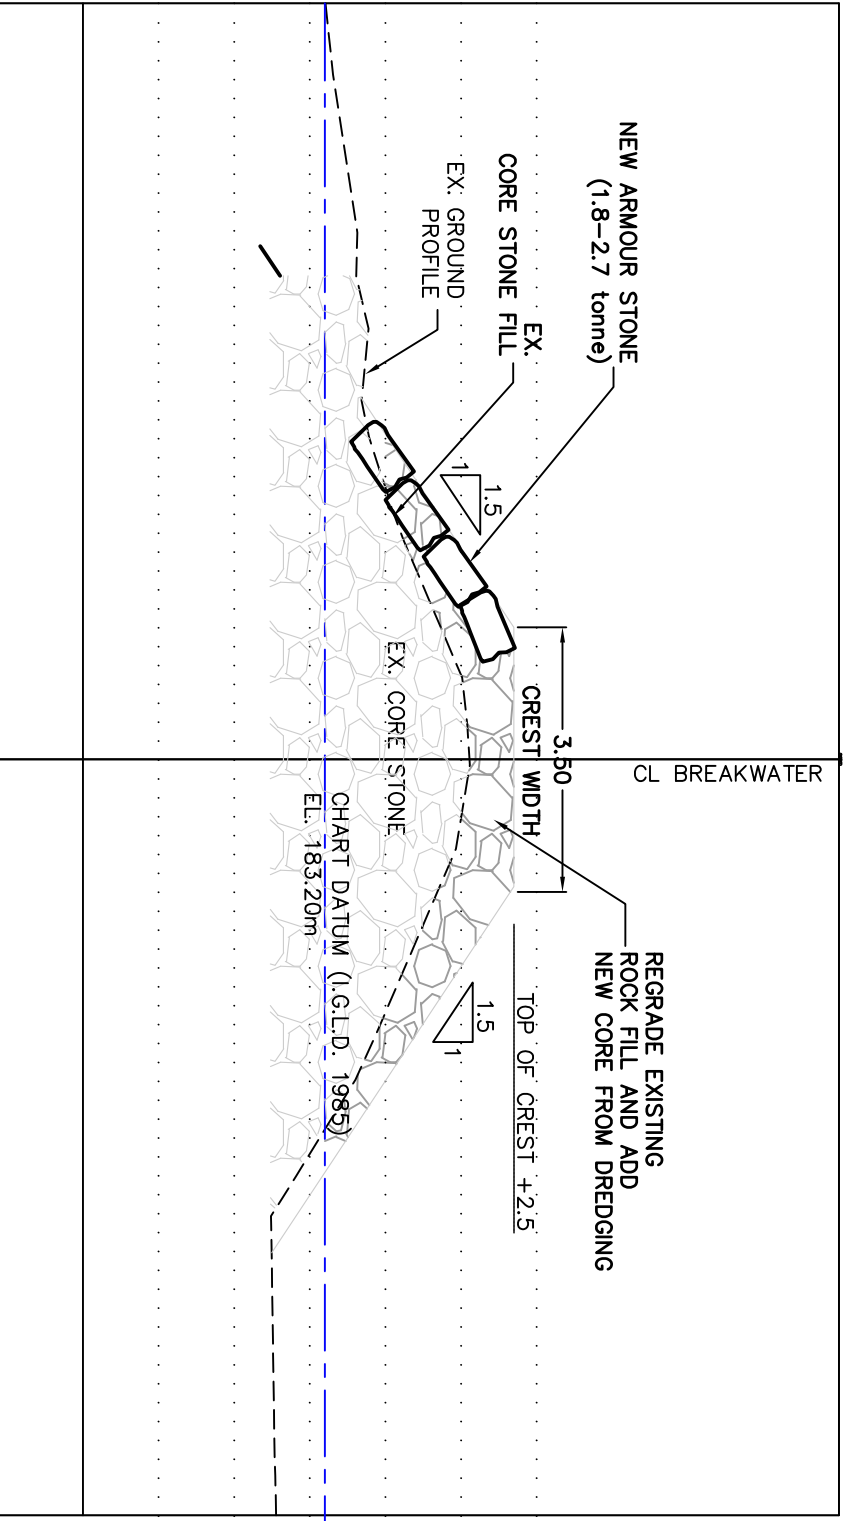 NEW ARMOUR STONE
(1.8-2.7 tonne)
EX.
CORE STONE FILL
EX. GROUND
PROFILE
1
1.5
3.50
CREST WIDTH
CL BREAKWATER
REGRADE EXISTING
ROCK FILL AND ADD
NEW CORE FROM DREDGING
TOP OF CREST +2.5
1.5
1
EX. CORE STONE
CHART DATUM (I.G.L.D. 1985)
EL. 183.20m